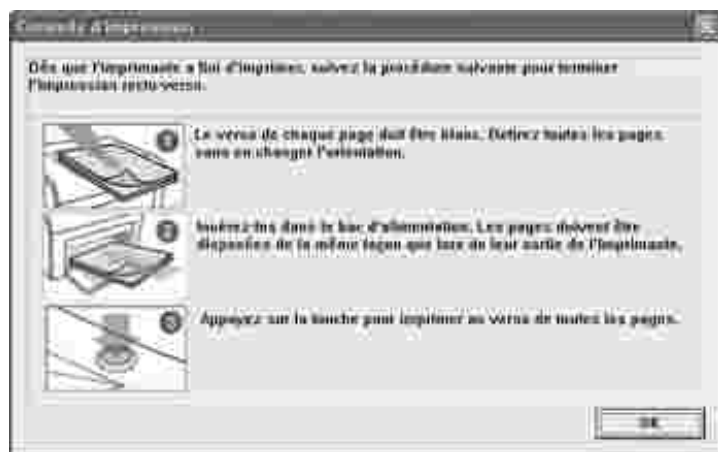 Conseils d'impression
Dès que l'imprimante a fini d'imprimer, suivez la procédure suivante pour terminer
l'impression recto verso.
1
Le verso de chaque page doit être blanc. Retirez toutes les pages
sans en changer l'orientation.
2
Insérez-les dans le bac d'alimentation. Les pages doivent être
disposées de la même façon que lors de leur sortie de l'imprimante.
3
Appuyez sur la touche pour imprimer au verso de toutes les pages.
OK